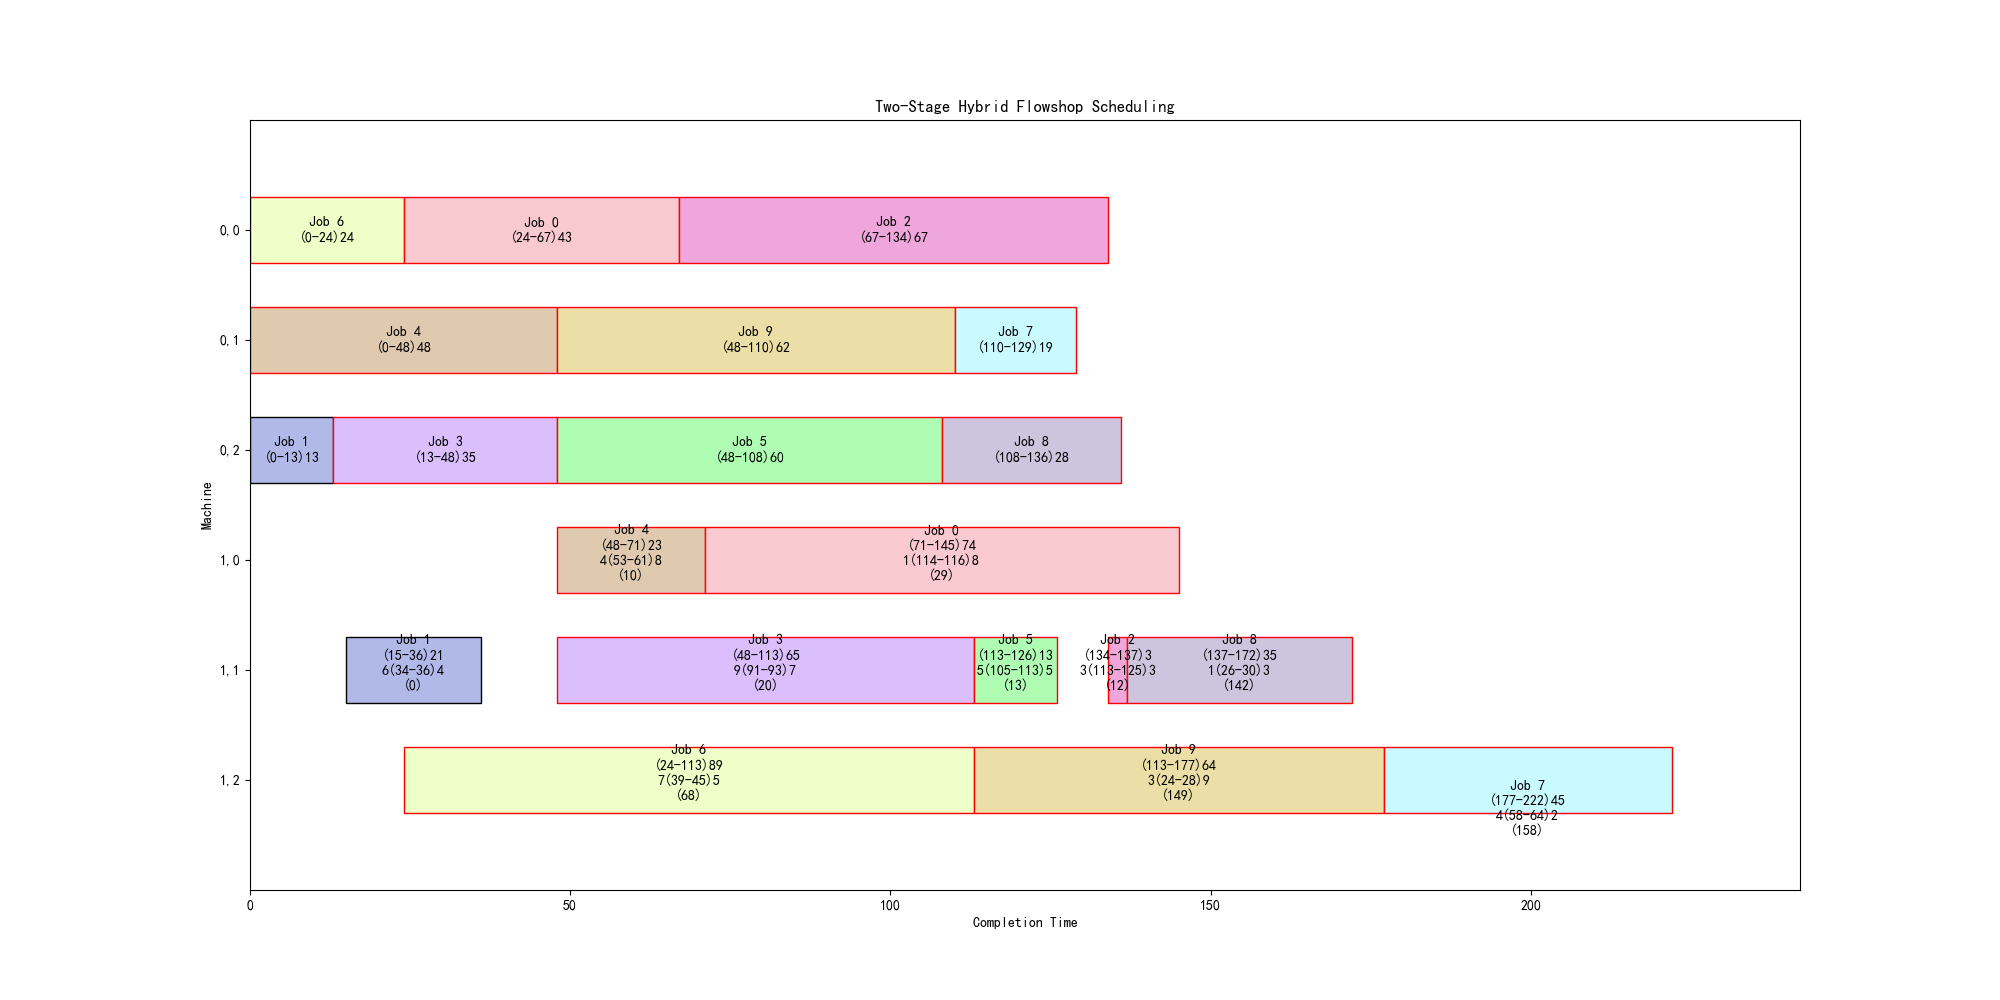 Two-Stage Hybrid Flowshop Scheduling
0,0
Job 6
(0-24)24
Job 0
(24-67)43
Job 2
(67-134)67
0,1
Job 4
(0-48)48
Job 9
(48-110)62
Job 7
(110-129)19
0,2
Job 1
(0-13)13
Job 3
(13-48)35
Job 5
(48-108)60
Job 8
(108-136)28
Machine
1,0
Job 4
(48-71)23
4(53-61)8
(10)
Job 0
(71-145)74
1(114-116)8
(29)
1,1
Job 1
(15-36)21
6(34-36)4
(0)
Job 3
(48-113)65
9(91-93)7
(20)
Job 5
(113-126)13
5(105-113)5
(13)
Job 2
(134-137)3
3(113-125)3
(12)
Job 8
(137-172)35
1(26-30)3
(142)
1,2
Job 6
(24-113)89
7(39-45)5
(68)
Job 9
(113-177)64
3(24-28)9
(149)
Job 7
(177-222)45
4(58-64)2
(158)
0
50
100
150
200
Completion Time